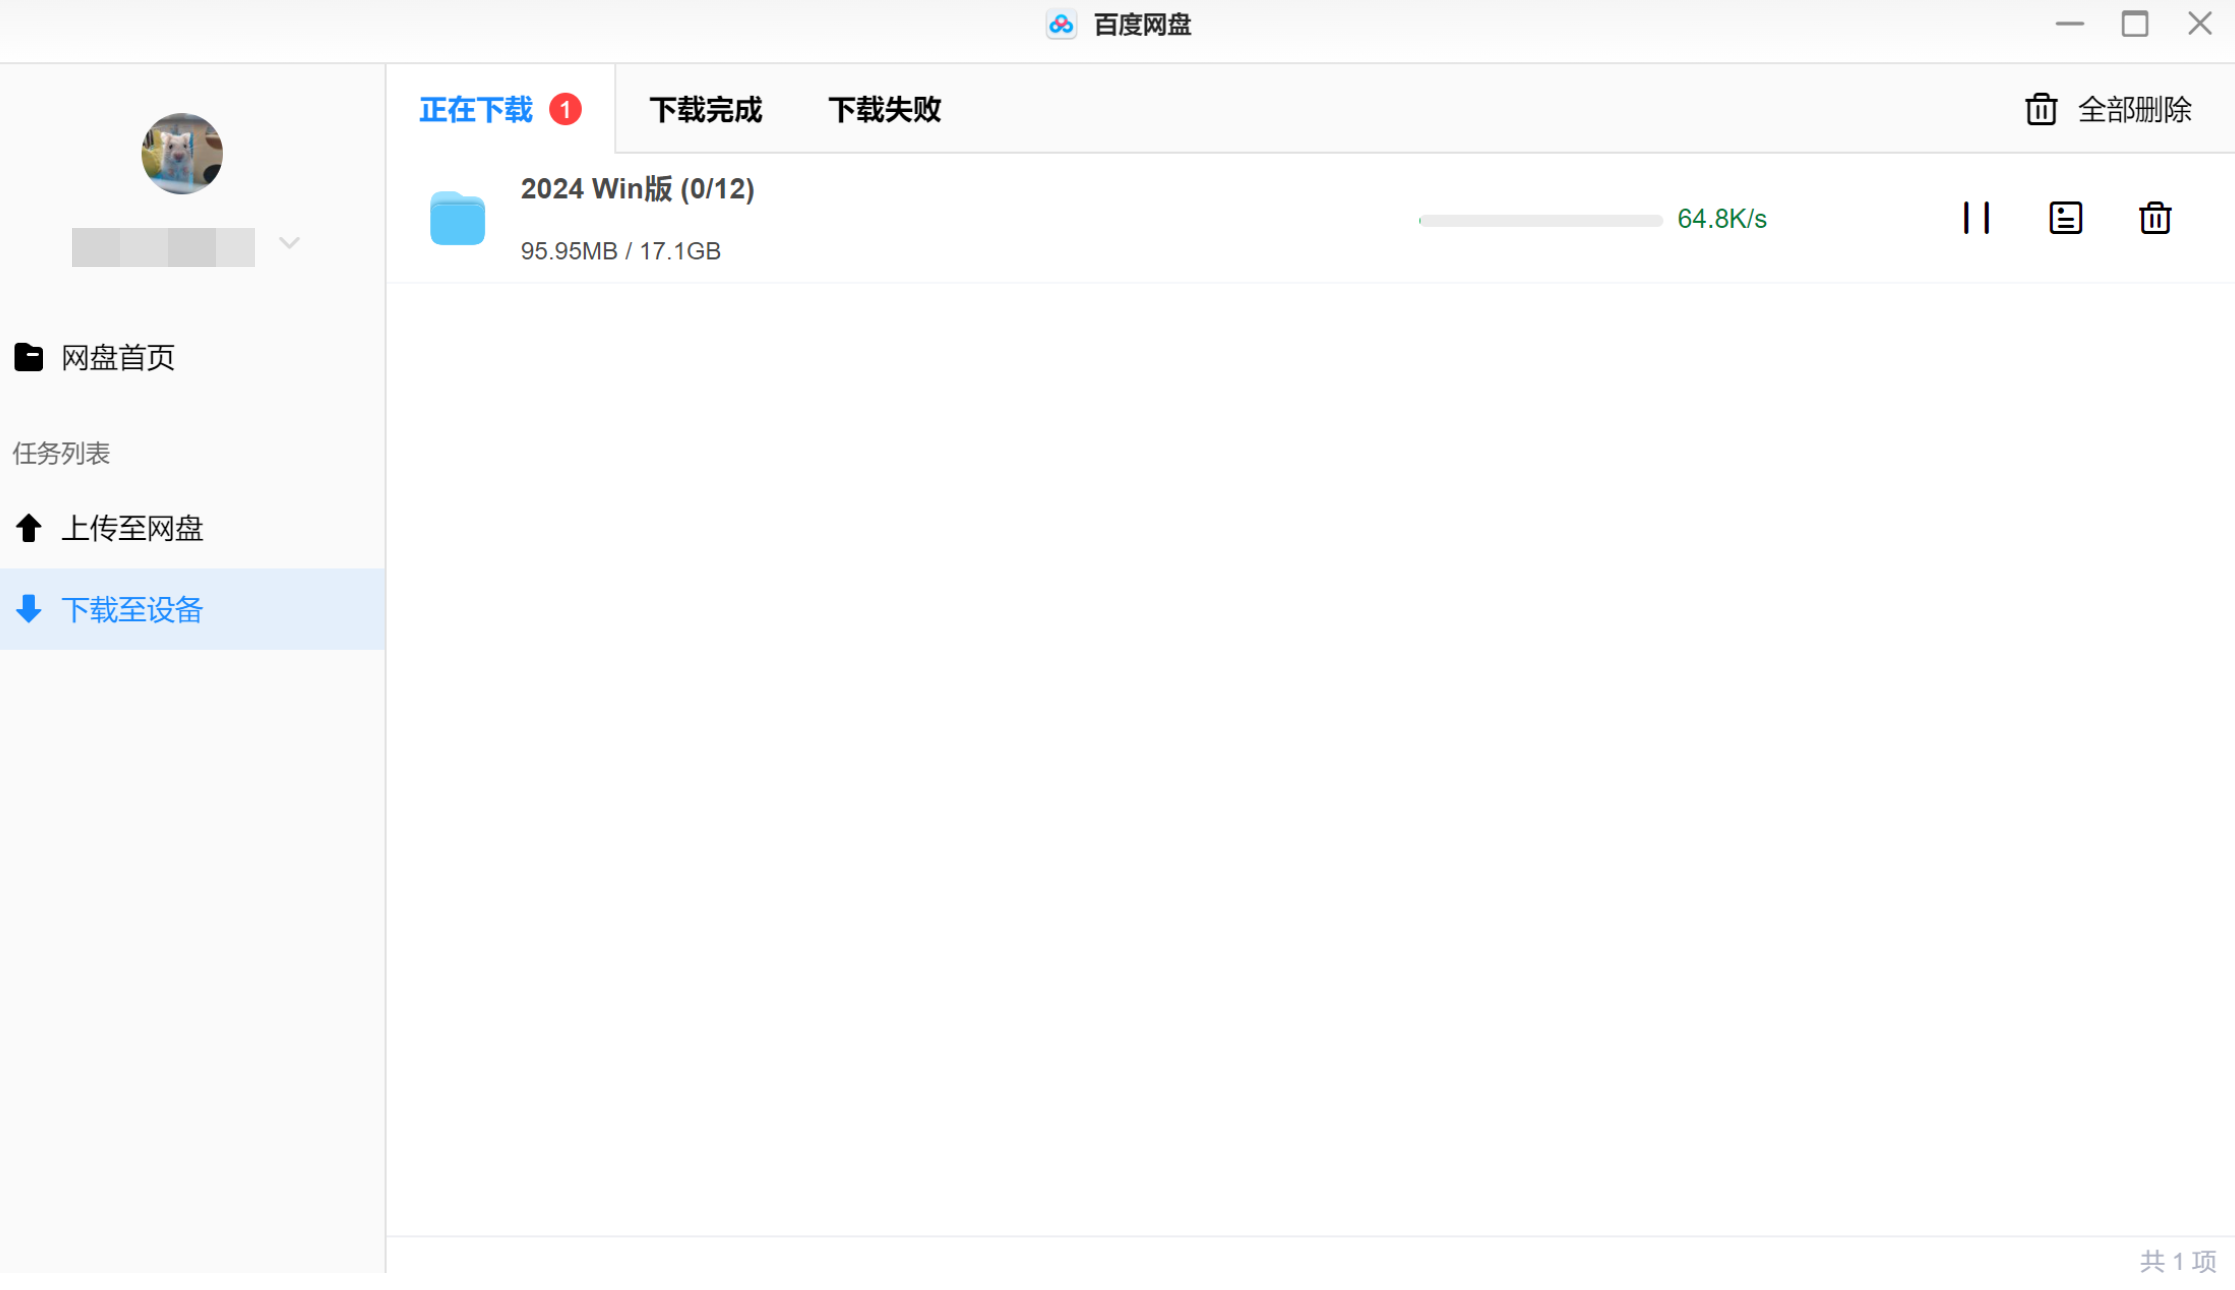 百度网盘
正在下载 1
下载完成
下载失败
全部删除
2024 Win版 (0/12)
95.95MB / 17.1GB
64.8K/s
网盘首页
任务列表
上传至网盘
下载至设备
共 1 项